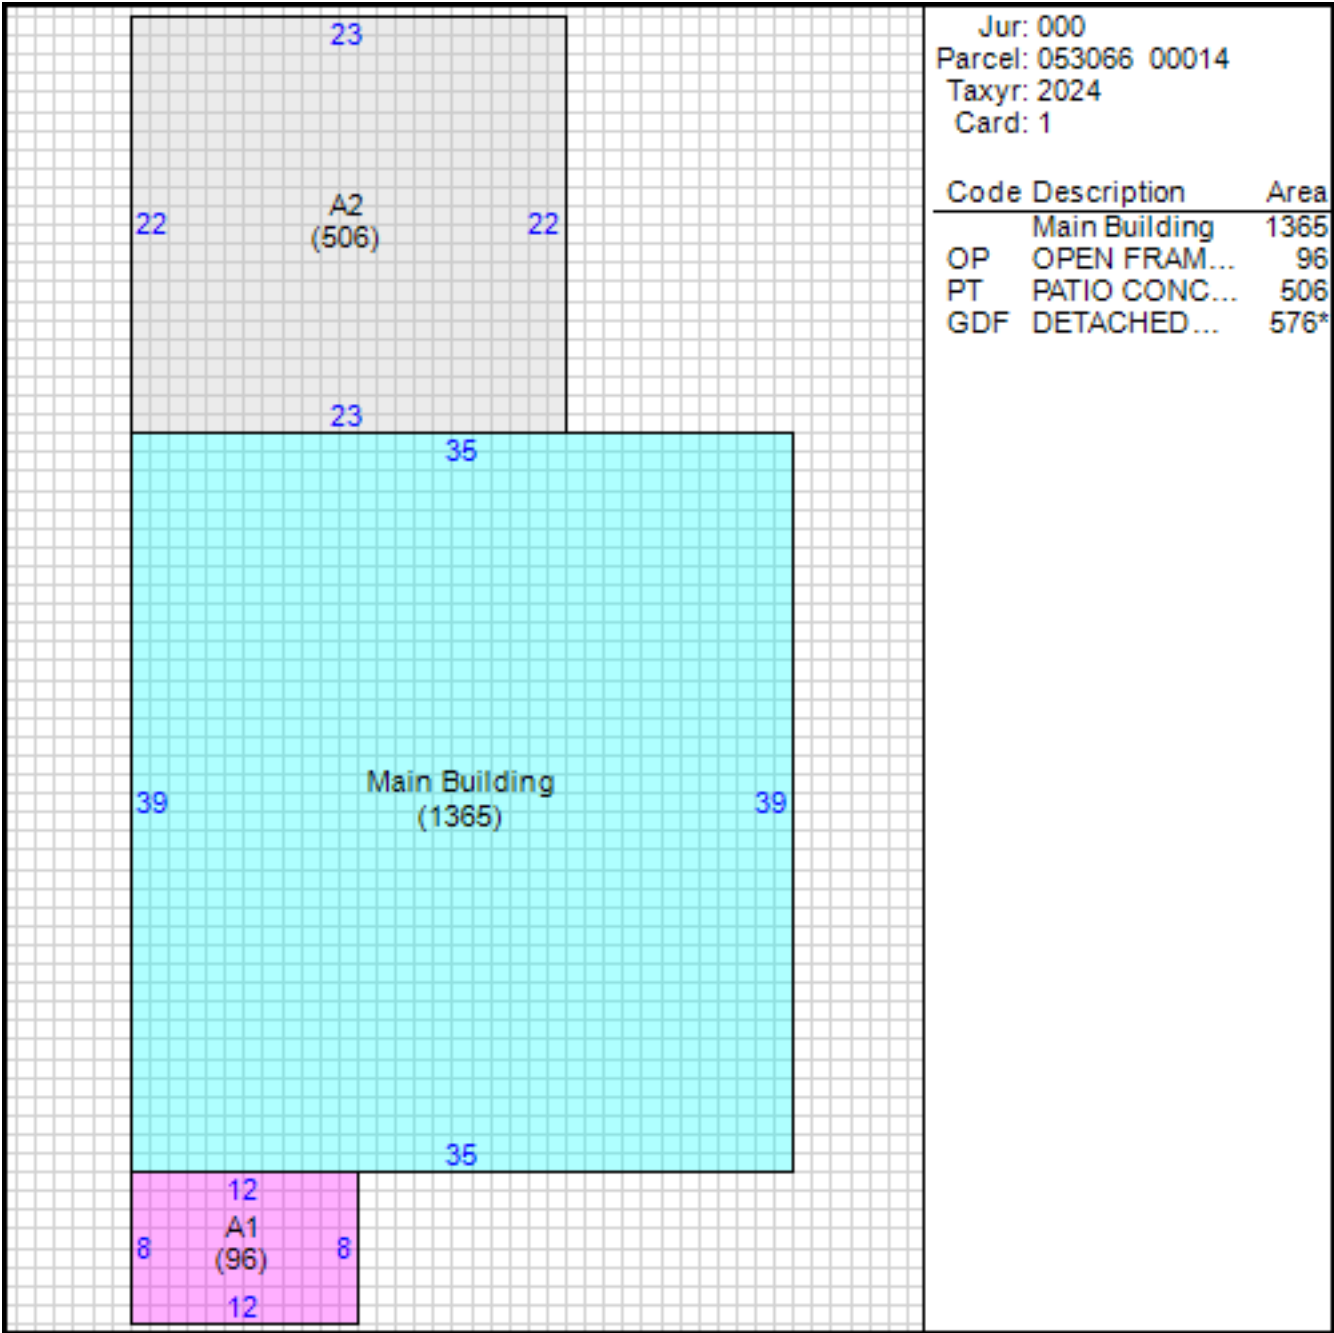 23
A2
(506)
22
22
23
35
Main Building
(1365)
39
39
35
12
A1
(96)
8
8
12
Jur: 000
Parcel: 053066 00014
Taxyr: 2024
Card: 1
Code Description Area
Main Building 1365
OP OPEN FRAM... 96
PT PATIO CONC... 506
GDF DETACHED... 576*